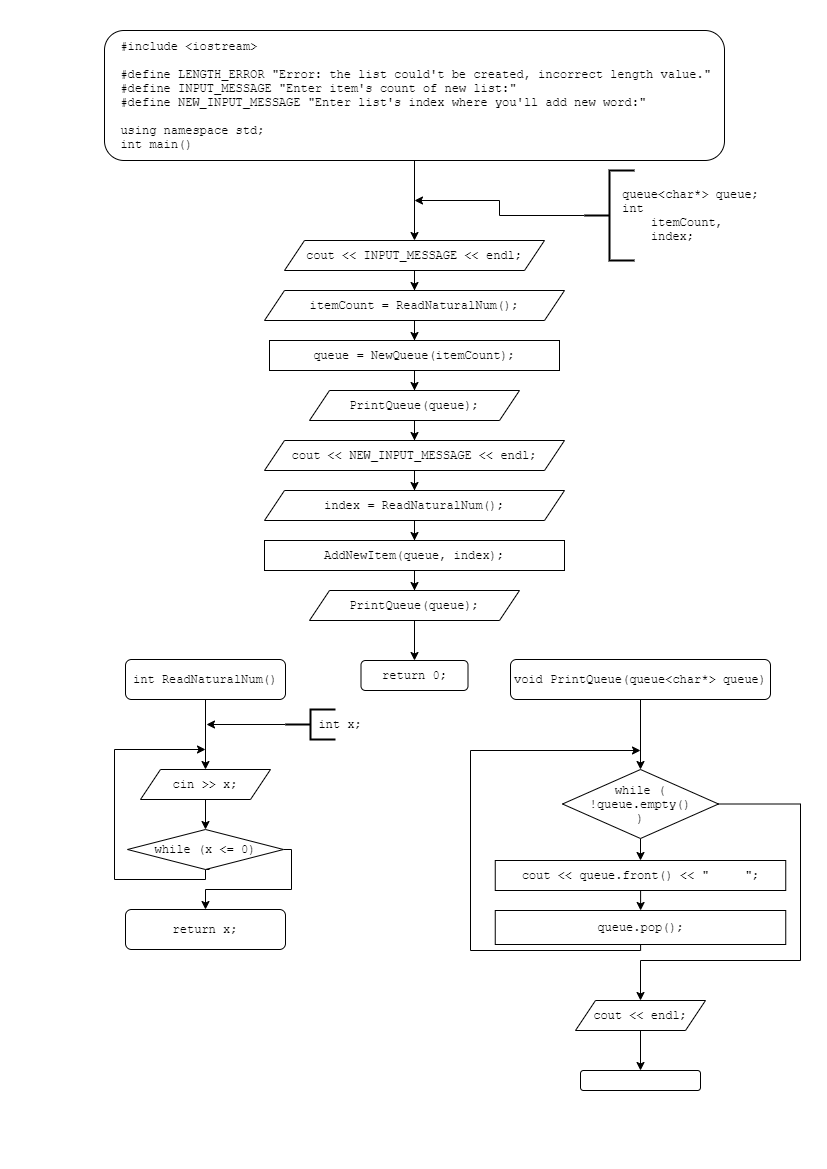 #include <iostream>
#define LENGTH_ERROR "Error: the list could't be created, incorrect length value."
#define INPUT_MESSAGE "Enter item's count of new list:"
#define NEW_INPUT_MESSAGE "Enter list's index where you'll add new word:"
using namespace std;
int main()
queue<char*> queue;
int
itemCount,
index;
cout << INPUT_MESSAGE << endl;
itemCount = ReadNaturalNum();
queue = NewQueue(itemCount);
PrintQueue(queue);
cout << NEW_INPUT_MESSAGE << endl;
index = ReadNaturalNum();
AddNewItem(queue, index);
PrintQueue(queue);
return 0;
int ReadNaturalNum()
int x;
cin >> x;
while (x <= 0)
return x;
void PrintQueue(queue<char*> queue)
while (
!queue.empty()
)
cout << queue.front() << "     ";
queue.pop();
cout << endl;